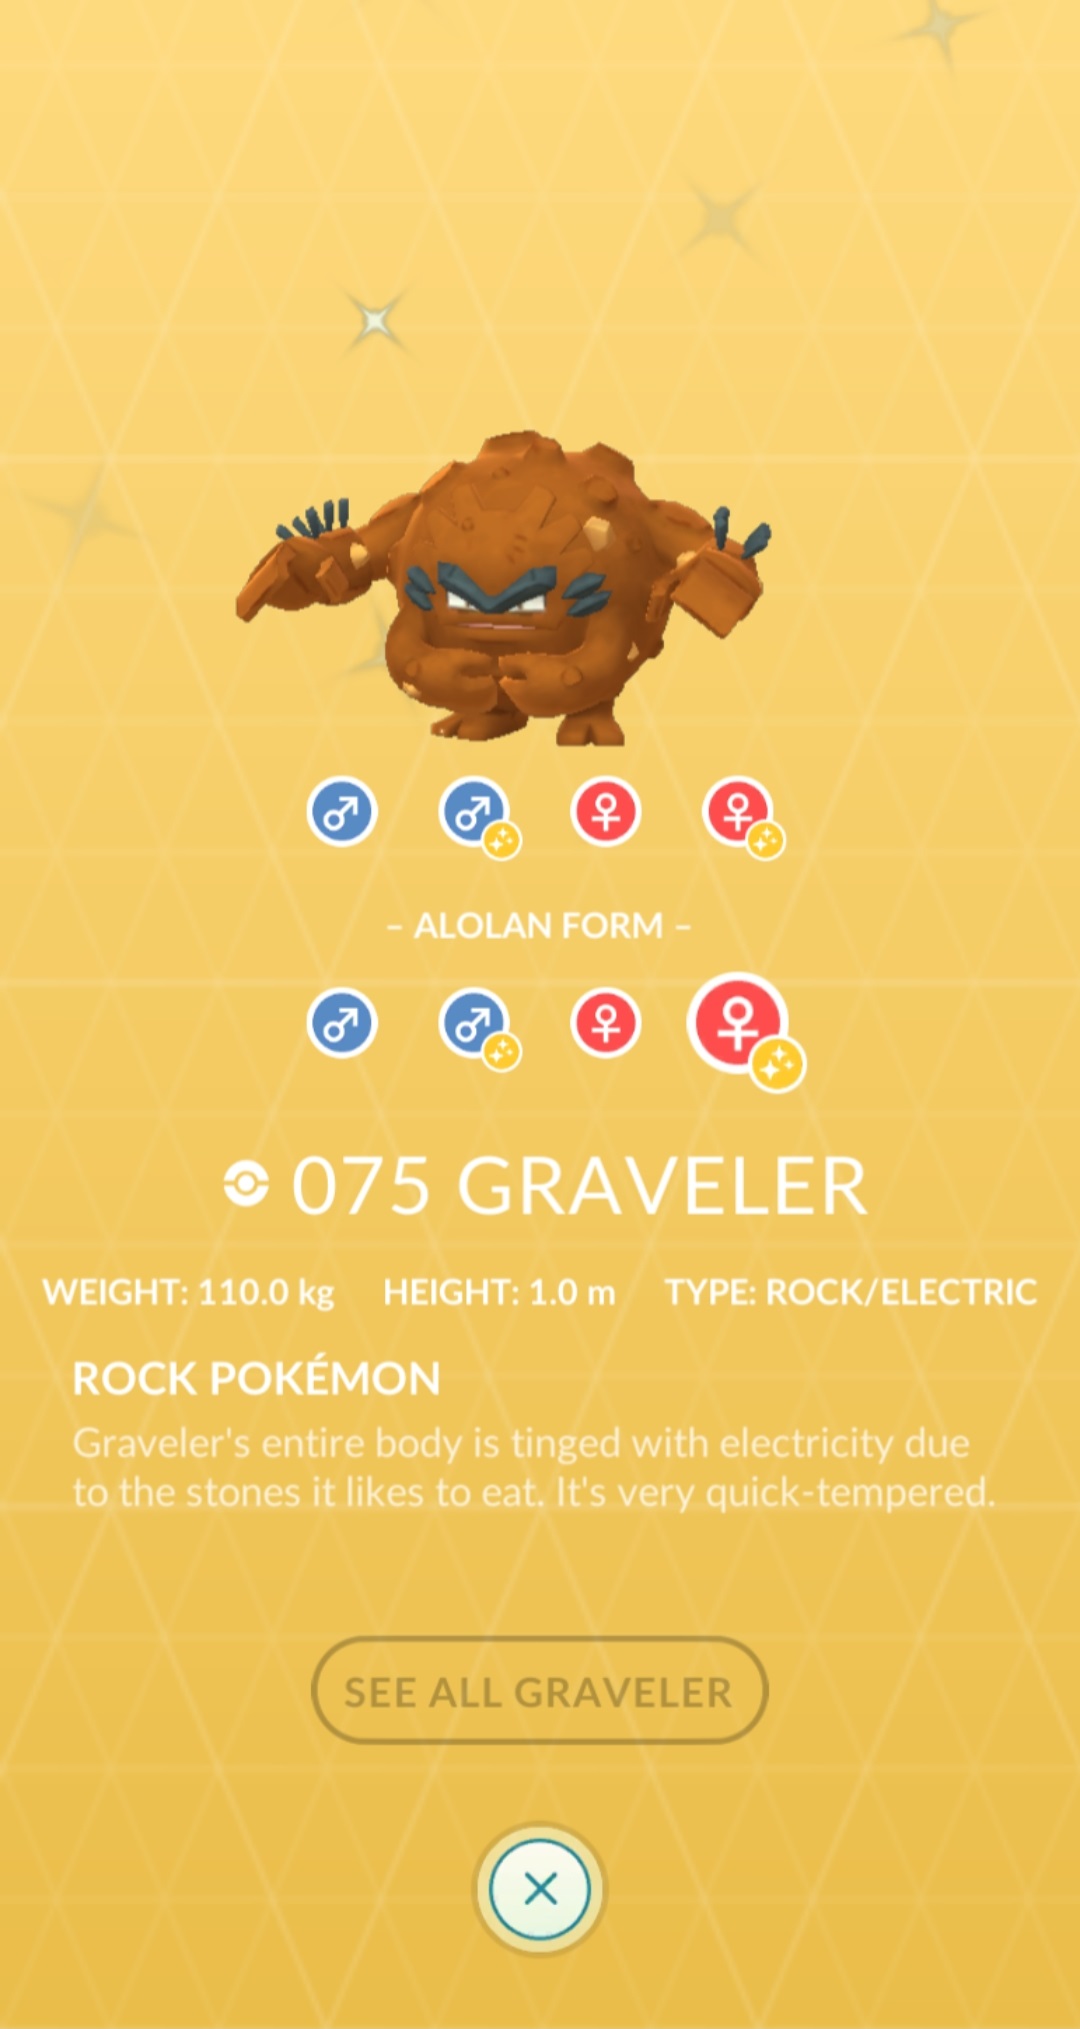 – ALOLAN FORM –
075 GRAVELER
WEIGHT: 110.0 kg HEIGHT: 1.0 m TYPE: ROCK/ELECTRIC
ROCK POKÉMON
Graveler's entire body is tinged with electricity due
to the stones it likes to eat. It's very quick-tempered.
SEE ALL GRAVELER